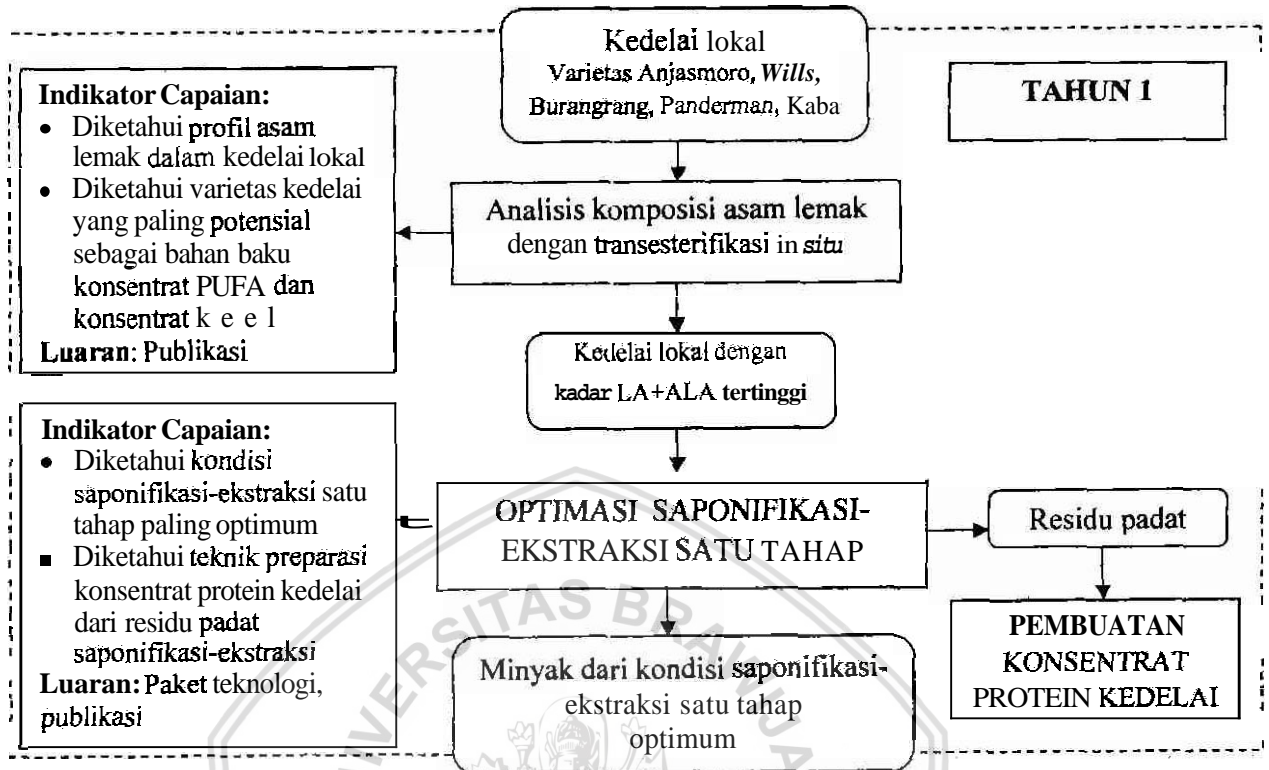 Kedelai lokal
Varietas Anjasmoro, Wills,
Burangrang, Panderman, Kaba
TAHUN 1
Indikator Capaian:
• Diketahui profil asam
lemak dalam kedelai lokal
• Diketahui varietas kedelai
yang paling potensial
sebagai bahan baku
konsentrat PUFA dan
konsentrat k e e l
Luaran: Publikasi
Analisis komposisi asam lemak
dengan transesterifikasi in situ
Kedelai lokal dengan
kadar LA+ALA tertinggi
Indikator Capaian:
• Diketahui kondisi
saponifikasi-ekstraksi satu
tahap paling optimum
■ Diketahui teknik preparasi
konsentrat protein kedelai
dari residu padat
saponifikasi-ekstraksi
Luaran: Paket teknologi,
publikasi
OPTIMASI SAPONIFIKASI-
EKSTRAKSI SATU TAHAP
Residu padat
PEMBUATAN
KONSENTRAT
PROTEIN KEDELAI
Minyak dari kondisi saponifikasi-
ekstraksi satu tahap
optimum
VERSITAS BRAWIJA